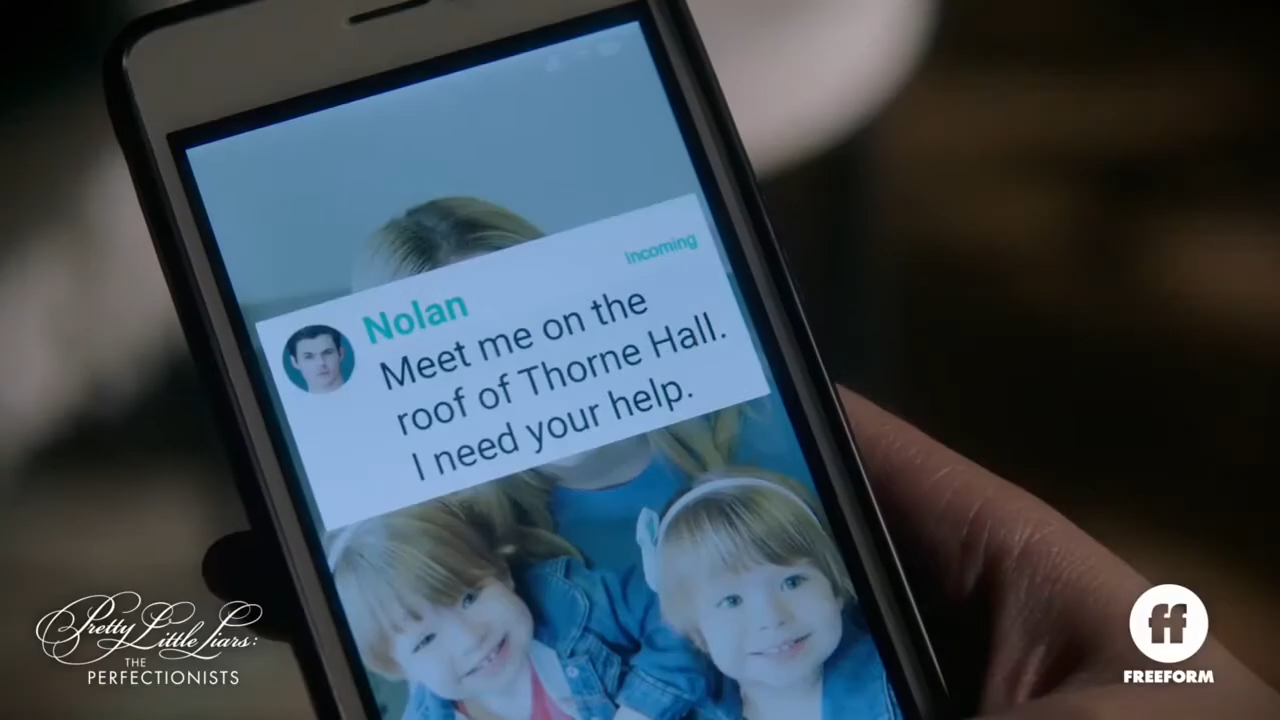 Incoming
Nolan
Meet me on the
roof of Thorne Hall.
I need your help.
Pretty Little Liars:
THE
PERFECTIONISTS
ff
FREEFORM